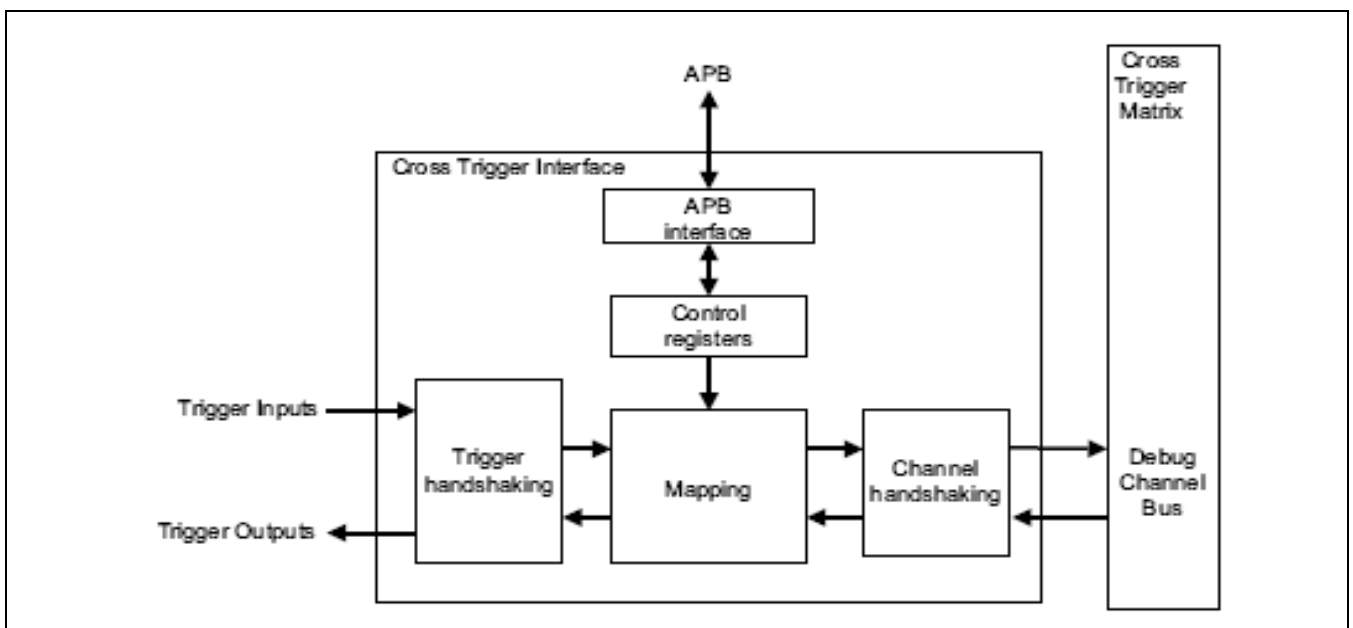 APB
Cross
Trigger
Matrix
Cross Trigger Interface
APB
interface
Control
registers
Trigger Inputs
Trigger
handshaking
Mapping
Channel
handshaking
Debug
Channel
Bus
Trigger Outputs